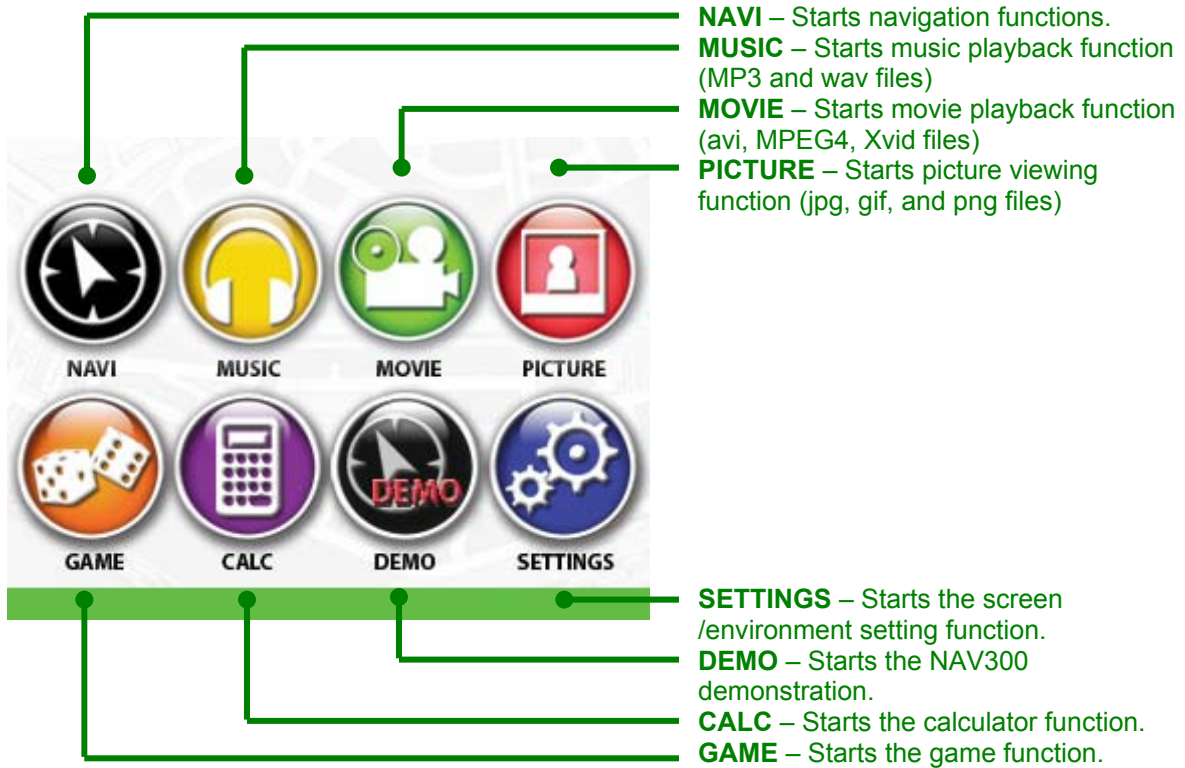 NAVI – Starts navigation functions.
MUSIC – Starts music playback function
(MP3 and wav files)
MOVIE – Starts movie playback function
(avi, MPEG4, Xvid files)
PICTURE – Starts picture viewing
function (jpg, gif, and png files)
NAVI MUSIC MOVIE PICTURE
DEMO
GAME CALC DEMO SETTINGS
SETTINGS – Starts the screen
/environment setting function.
DEMO – Starts the NAV300
demonstration.
CALC – Starts the calculator function.
GAME – Starts the game function.